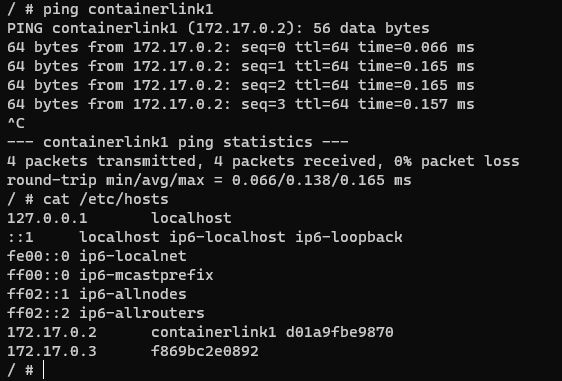 / # ping containerlink1
PING containerlink1 (172.17.0.2): 56 data bytes
64 bytes from 172.17.0.2: seq=0 ttl=64 time=0.066 ms
64 bytes from 172.17.0.2: seq=1 ttl=64 time=0.165 ms
64 bytes from 172.17.0.2: seq=2 ttl=64 time=0.165 ms
64 bytes from 172.17.0.2: seq=3 ttl=64 time=0.157 ms
^C
--- containerlink1 ping statistics ---
4 packets transmitted, 4 packets received, 0% packet loss
round-trip min/avg/max = 0.066/0.138/0.165 ms
/ # cat /etc/hosts
127.0.0.1       localhost
::1     localhost ip6-localhost ip6-loopback
fe00::0 ip6-localnet
ff00::0 ip6-mcastprefix
ff02::1 ip6-allnodes
ff02::2 ip6-allrouters
172.17.0.2      containerlink1 d01a9fbe9870
172.17.0.3      f869bc2e0892
/ #